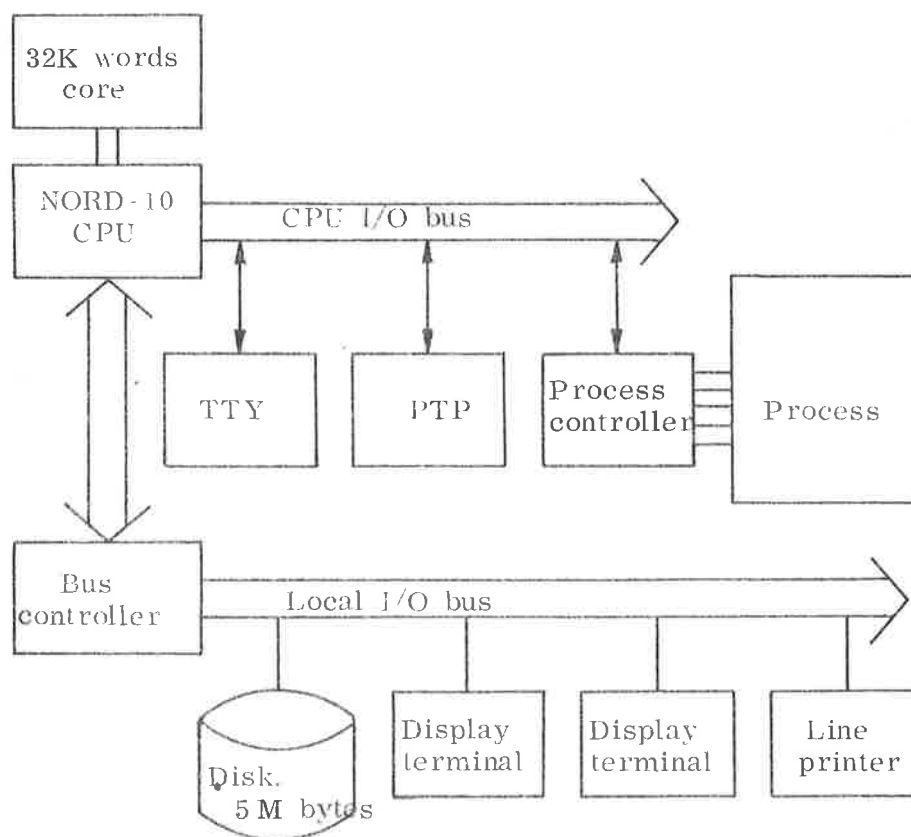 32K words
core
NORD-10
CPU
CPU I/O bus
TTY
PTP
Process
controller
Process
Bus
controller
Local I/O bus
Disk.
5 M bytes
Display
terminal
Display
terminal
Line
printer